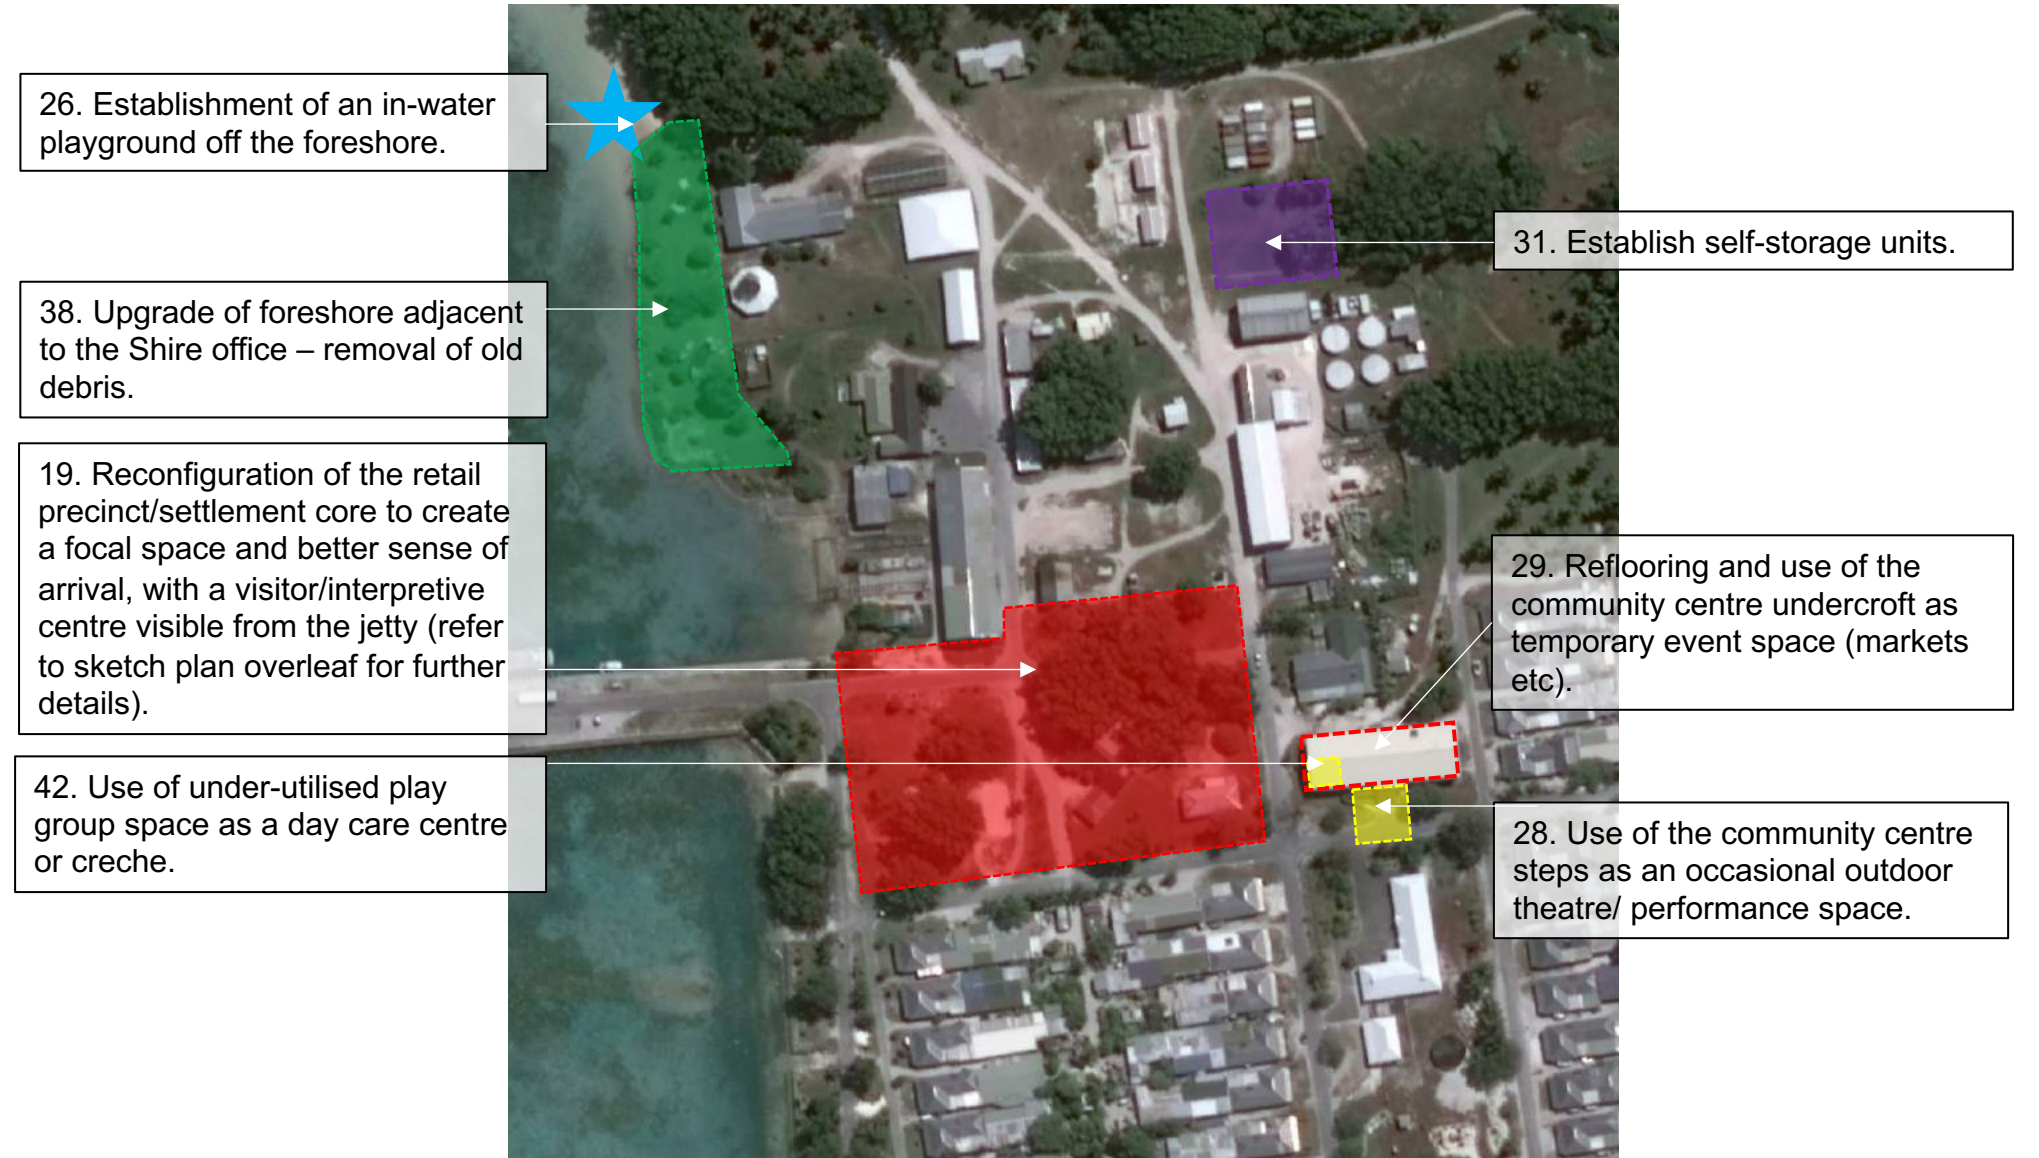 26. Establishment of an in-water
playground off the foreshore.
38. Upgrade of foreshore adjacent
to the Shire office – removal of old
debris.
19. Reconfiguration of the retail
precinct/settlement core to create
a focal space and better sense of
arrival, with a visitor/interpretive
centre visible from the jetty (refer
to sketch plan overleaf for further
details).
42. Use of under-utilised play
group space as a day care centre
or creche.
31. Establish self-storage units.
29. Reflooring and use of the
community centre undercroft as
temporary event space (markets
etc).
28. Use of the community centre
steps as an occasional outdoor
theatre/ performance space.